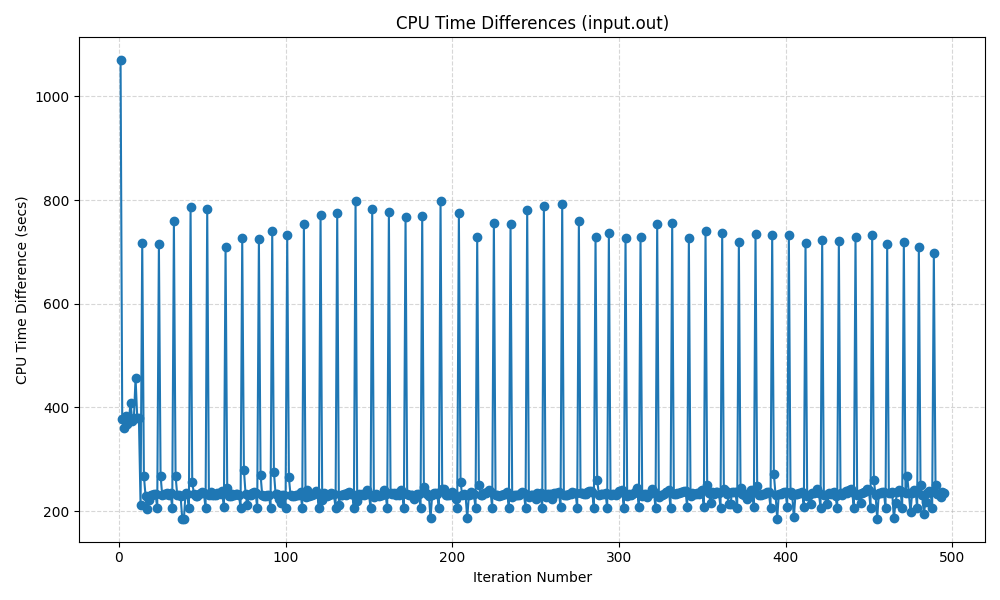 CPU Time Differences (input.out)
CPU Time Difference (secs)
1000
800
600
400
200
0 100 200 300 400 500
Iteration Number